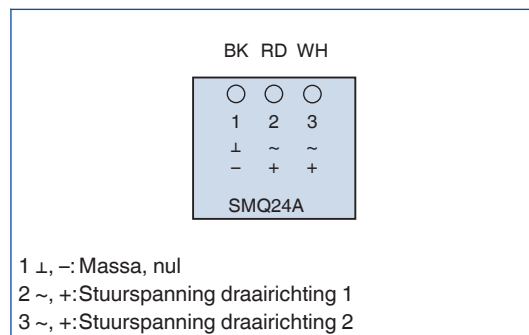 BK RD WH
1 2 3
⊥ ~ ~
– + +
SMQ24A
1 ⊥, –: Massa, nul
2 ~, +:Stuurspanning draairichting 1
3 ~, +:Stuurspanning draairichting 2